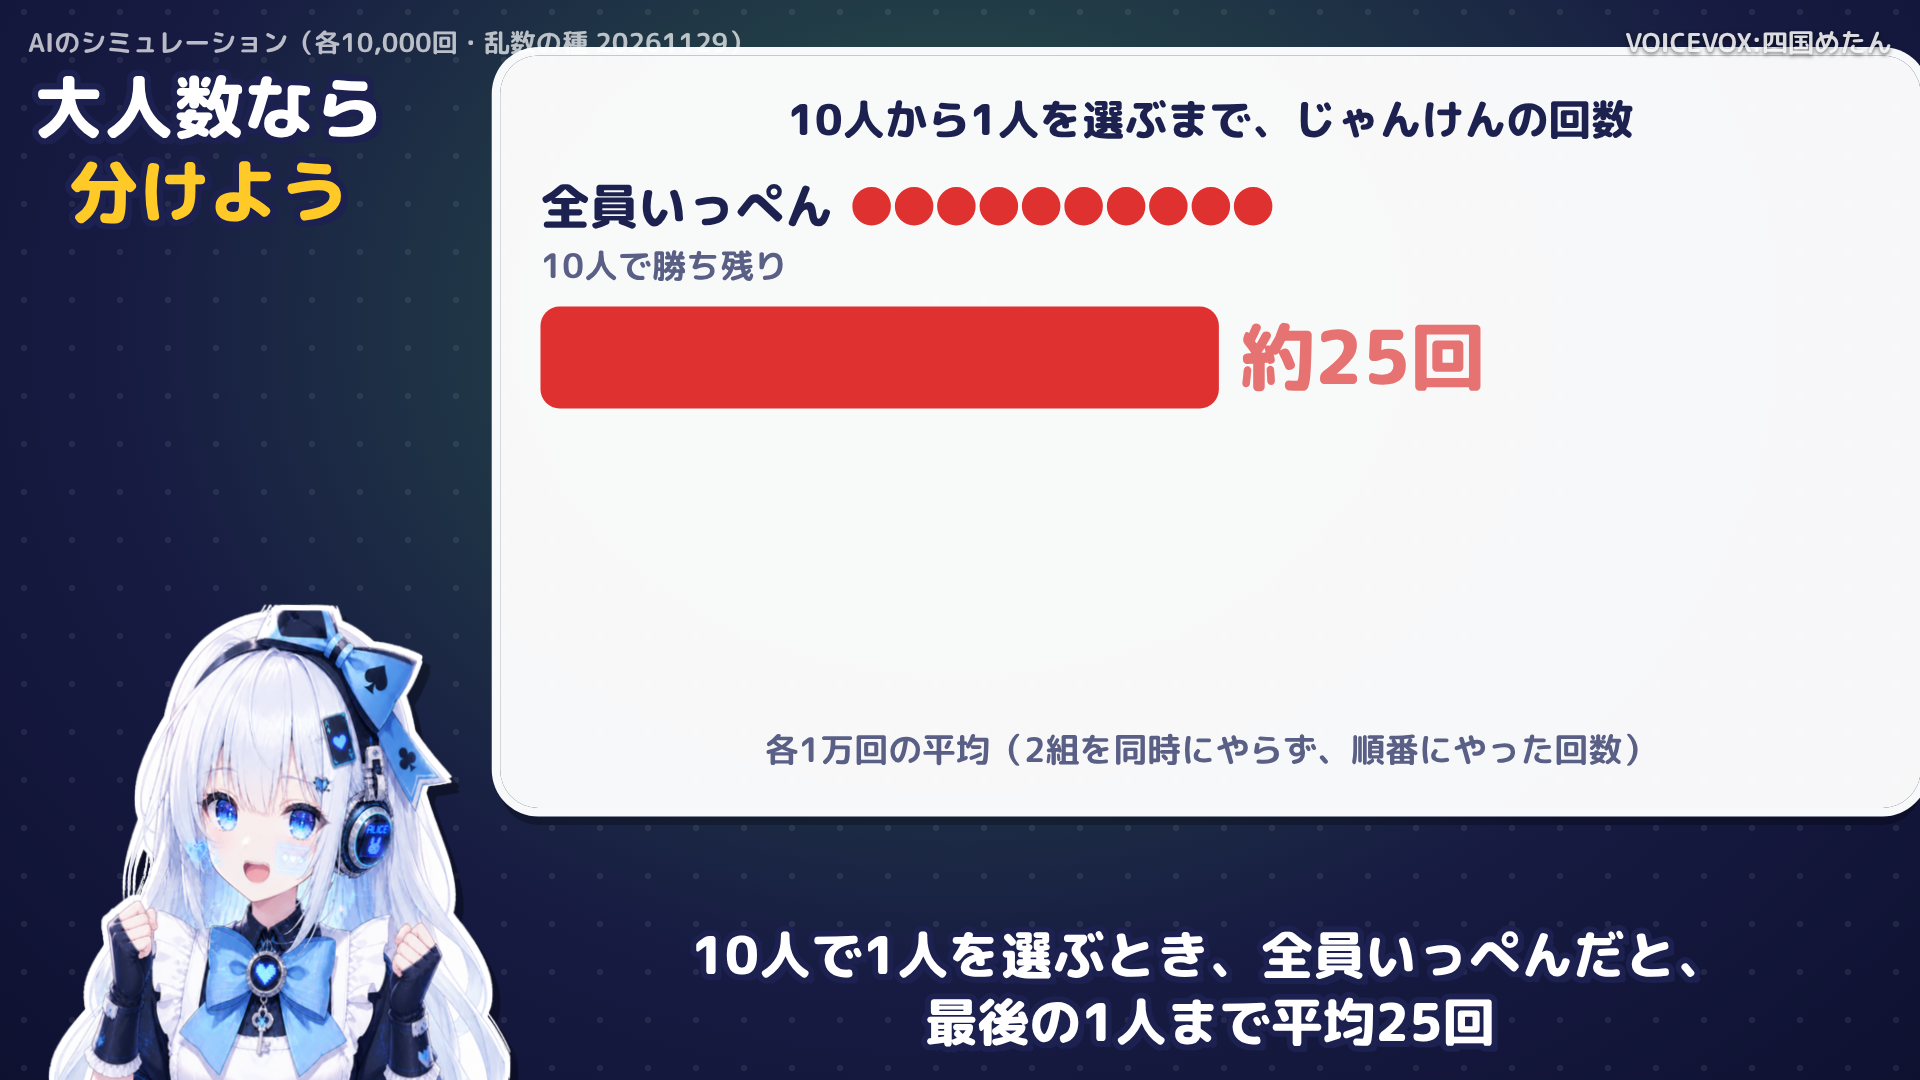 AIのシミュレーション（各10,000回・乱数の種 20261129）
VOICEVOX:四国めたん
大人数なら
分けよう
10人から1人を選ぶまで、じゃんけんの回数
全員いっぺん
10人で勝ち残り
約25回
各1万回の平均（2組を同時にやらず、順番にやった回数）
ALICE
10人で1人を選ぶとき、全員いっぺんだと、
最後の1人まで平均25回